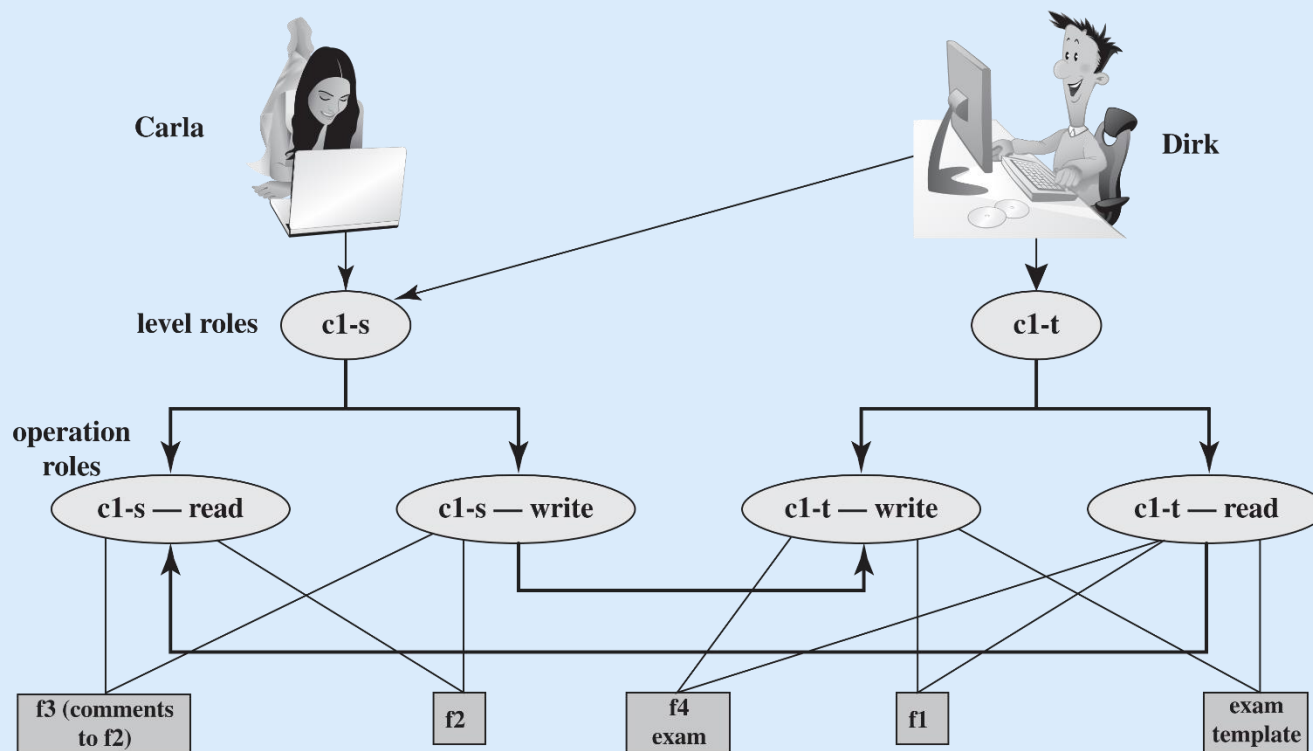 Carla
Dirk
level roles
c1-s
c1-t
operation
roles
c1-s — read
c1-s — write
c1-t — write
c1-t — read
f3 (comments
to f2)
f2
f4
exam
f1
exam
template